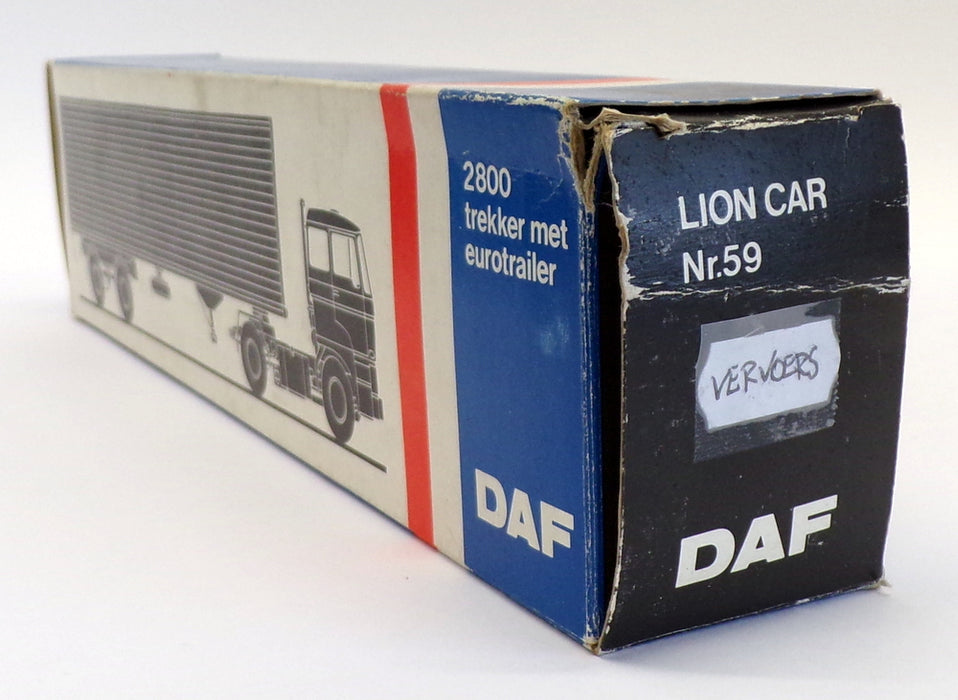 2800
trekker met
eurotrailer
DAF
LION CAR
Nr.59
VERVOERS
DAF